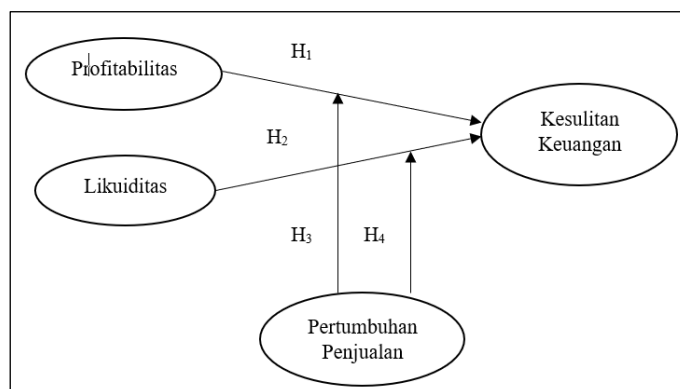 H₁
Profitabilitas
Kesulitan
Keuangan
H₂
Likuiditas
H₃
H₄
Pertumbuhan
Penjualan